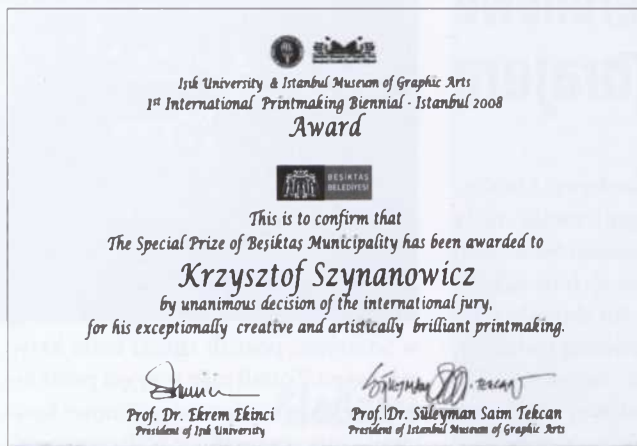 Işık University & Istanbul Museum of Graphic Arts
1st International Printmaking Biennial - Istanbul 2008
Award
BEŞİKTAŞ
BELEDİYESİ
This is to confirm that
The Special Prize of Beşiktaş Municipality has been awarded to
Krzysztof Szynanowicz
by unanimous decision of the international jury,
for his exceptionally creative and artistically brilliant printmaking.
Prof. Dr. Ekrem Ekinci
President of Işık University
Prof. Dr. Süleyman Saim Tekcan
President of Istanbul Museum of Graphic Arts